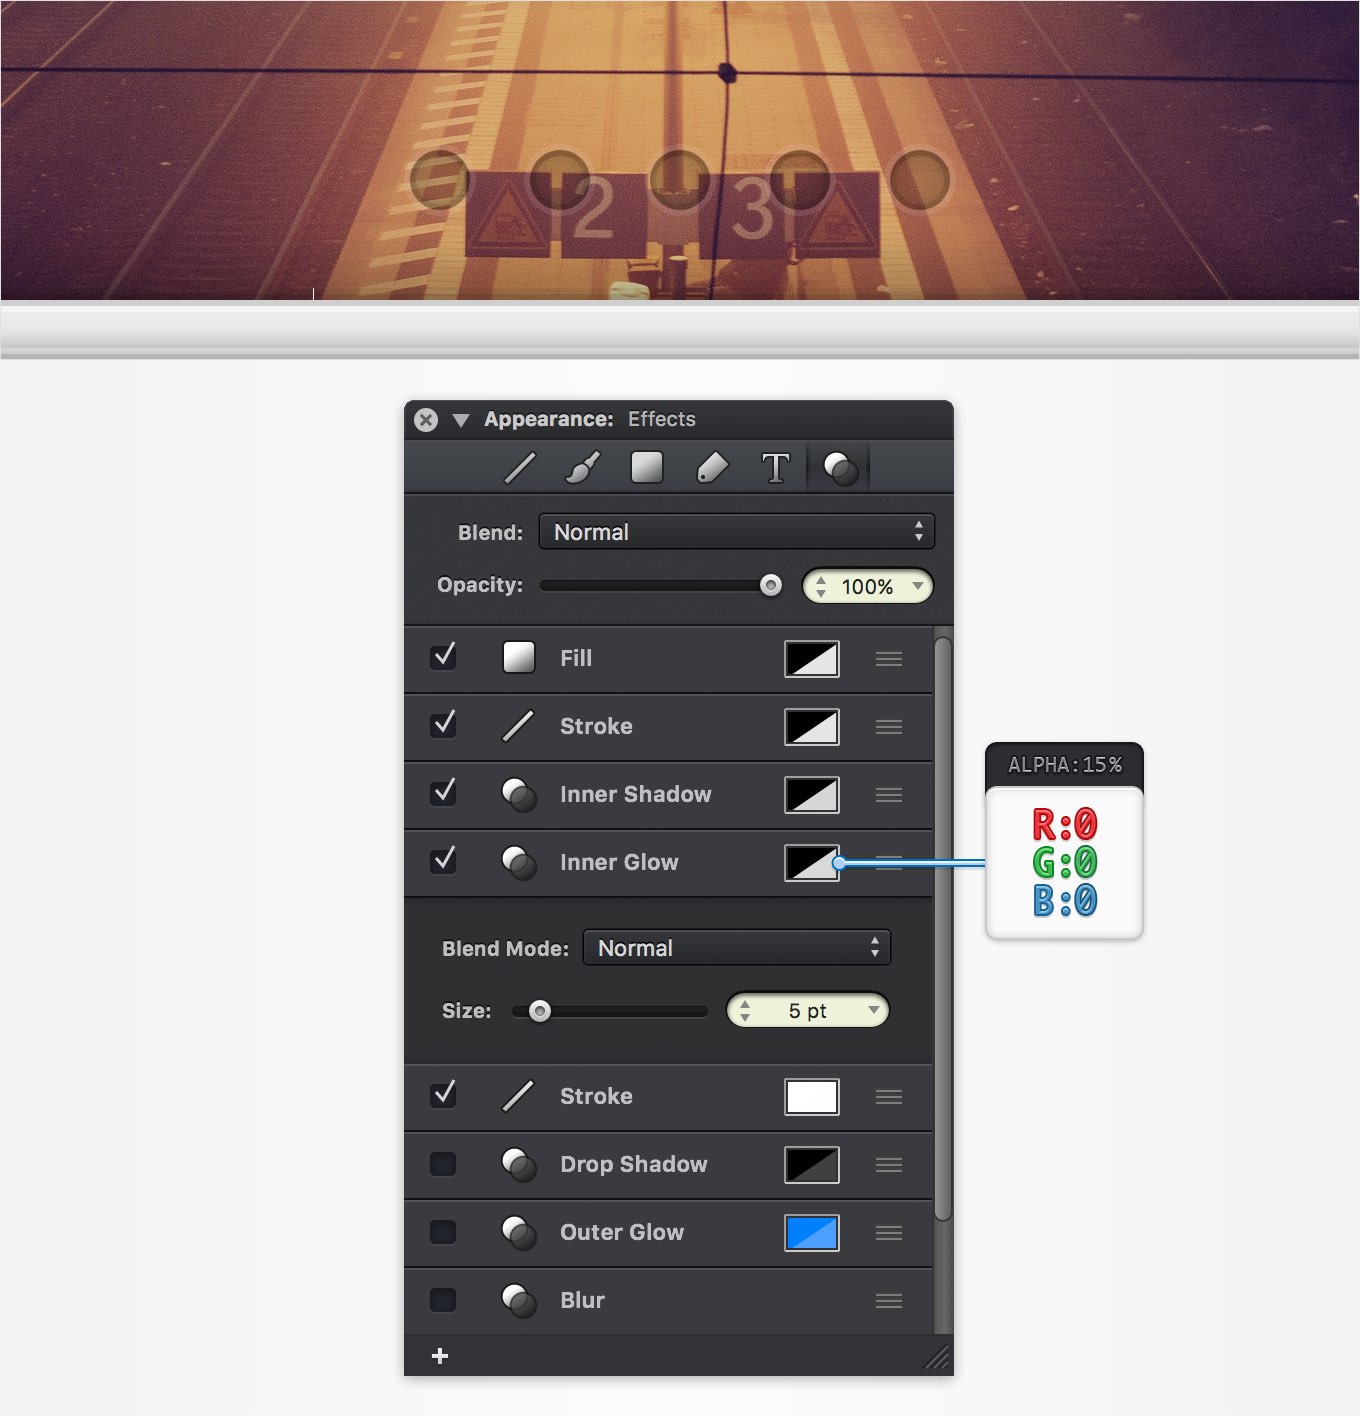 2 3
Appearance: Effects
T
Blend: Normal
Opacity: 100%
Fill
Stroke
Inner Shadow
Inner Glow
ALPHA:15%
R:0
G:0
B:0
Blend Mode: Normal
Size: 5 pt
Stroke
Drop Shadow
Outer Glow
Blur